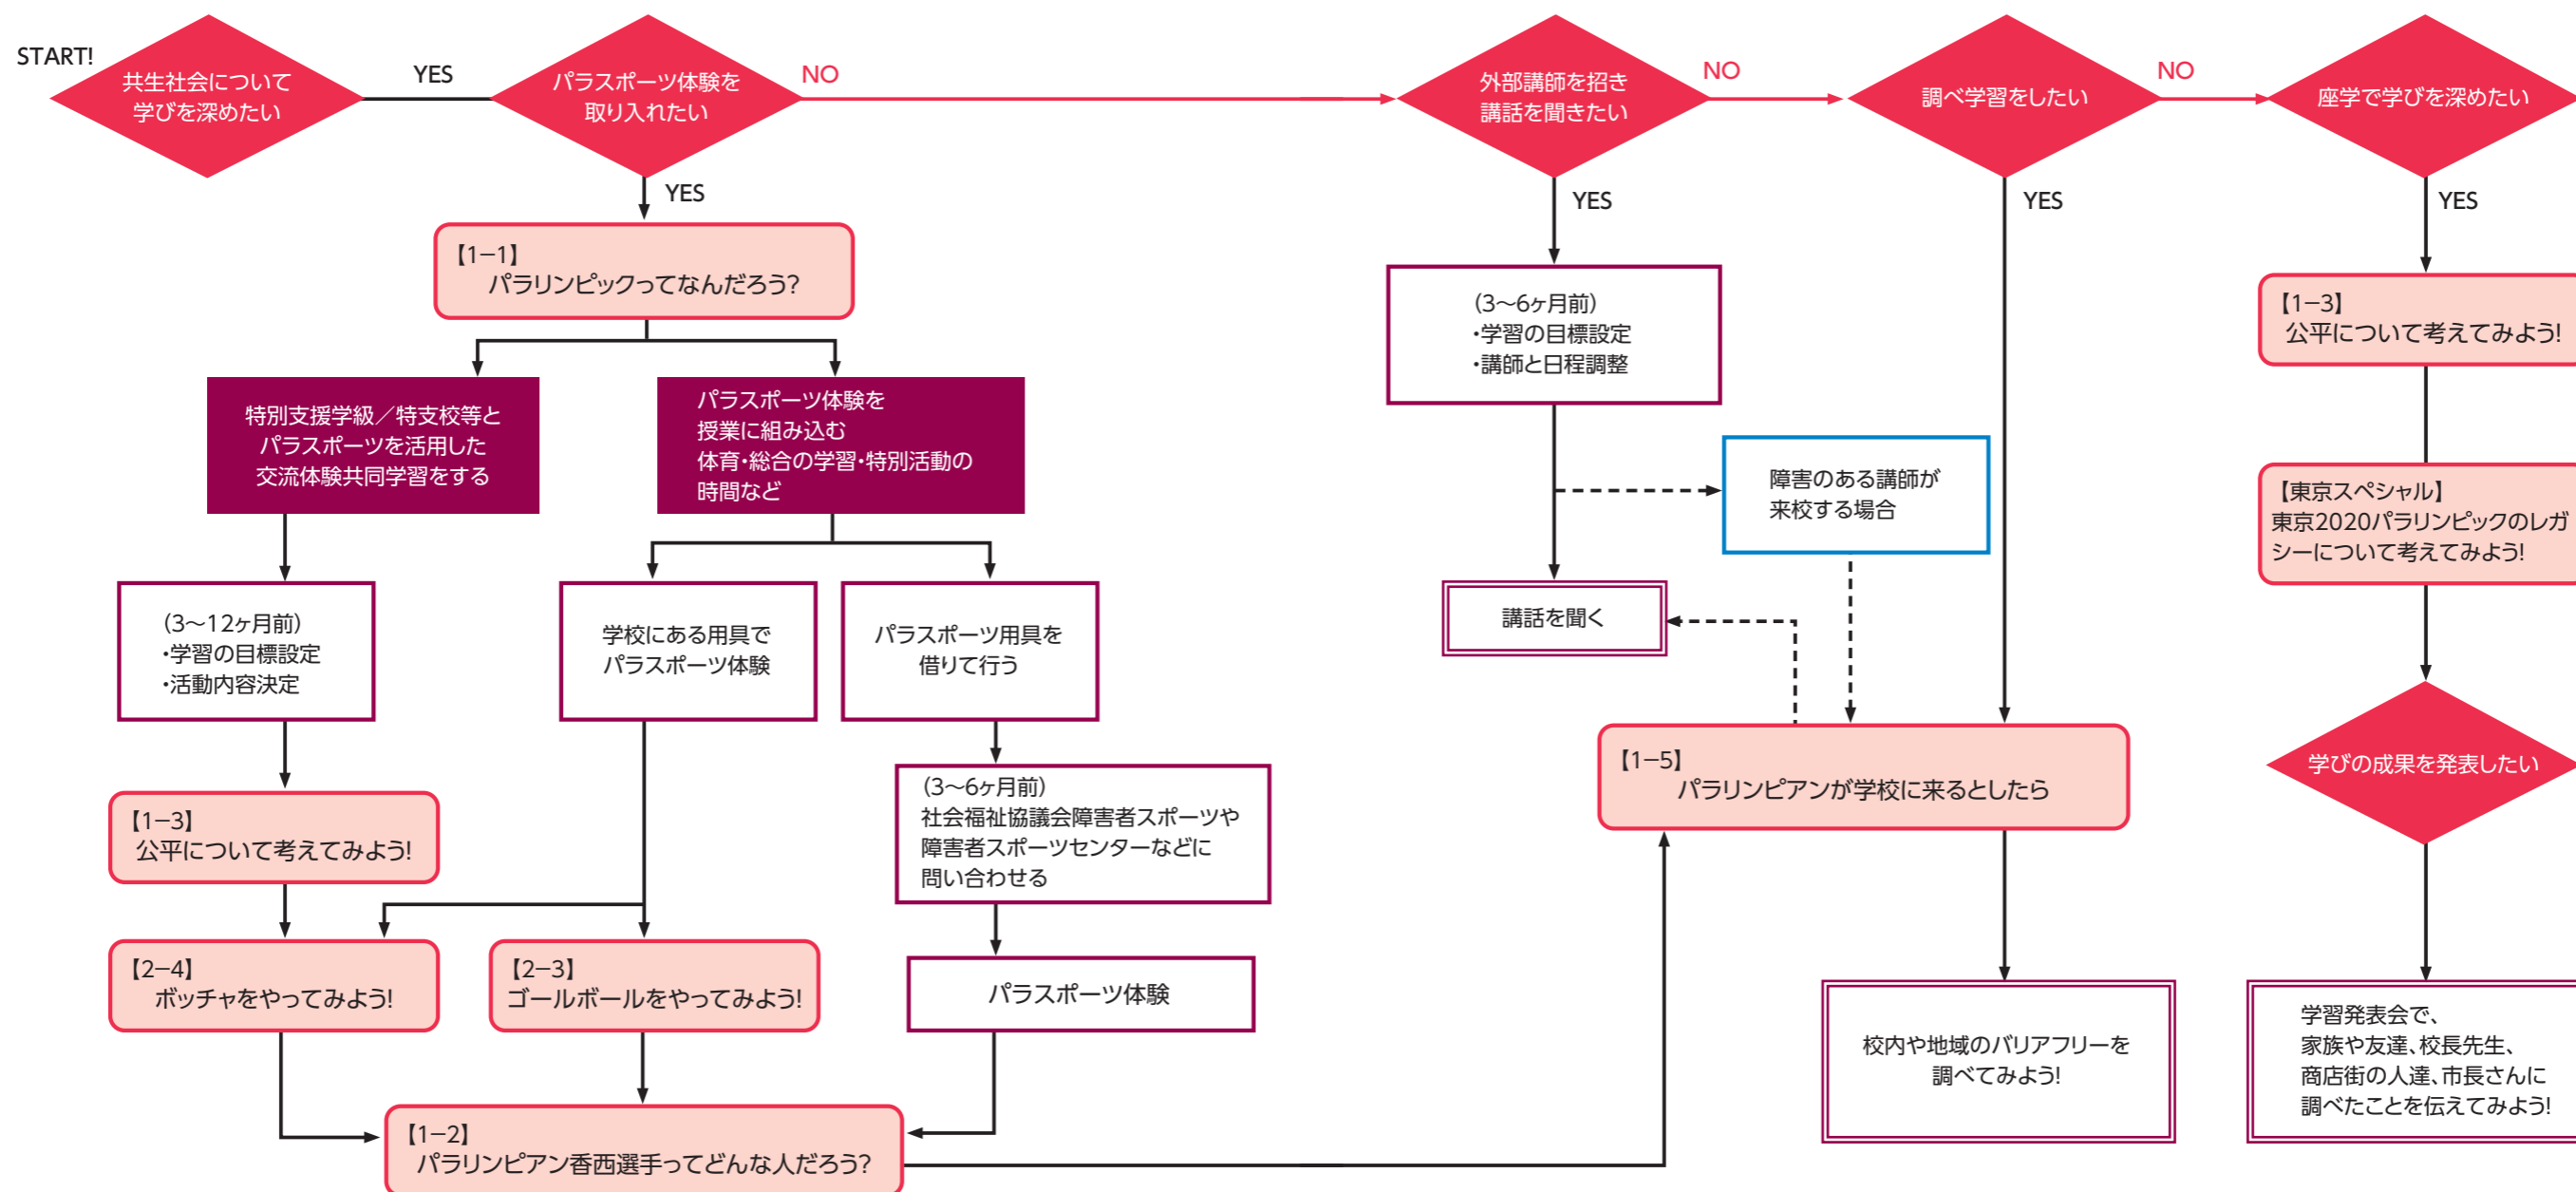 START!
共生社会について
学びを深めたい
YES
パラスポーツ体験を
取り入れたい
NO
外部講師を招き
講話を聞きたい
NO
調べ学習をしたい
NO
座学で学びを深めたい
YES
【1−1】
パラリンピックってなんだろう?
特別支援学級／特支校等と
パラスポーツを活用した
交流体験共同学習をする
パラスポーツ体験を
授業に組み込む
体育・総合の学習・特別活動の
時間など
(3〜12ヶ月前)
・学習の目標設定
・活動内容決定
学校にある用具で
パラスポーツ体験
パラスポーツ用具を
借りて行う
(3〜6ヶ月前)
社会福祉協議会障害者スポーツや
障害者スポーツセンターなどに
問い合わせる
【1−3】
公平について考えてみよう!
【2−4】
ボッチャをやってみよう!
【2−3】
ゴールボールをやってみよう!
パラスポーツ体験
【1−2】
パラリンピアン香西選手ってどんな人だろう?
YES
(3〜6ヶ月前)
・学習の目標設定
・講師と日程調整
障害のある講師が
来校する場合
講話を聞く
YES
【1−5】
パラリンピアンが学校に来るとしたら
校内や地域のバリアフリーを
調べてみよう!
YES
【1−3】
公平について考えてみよう!
【東京スペシャル】
東京2020パラリンピックのレガ
シーについて考えてみよう!
学びの成果を発表したい
学習発表会で、
家族や友達、校長先生、
商店街の人達、市長さんに
調べたことを伝えてみよう!